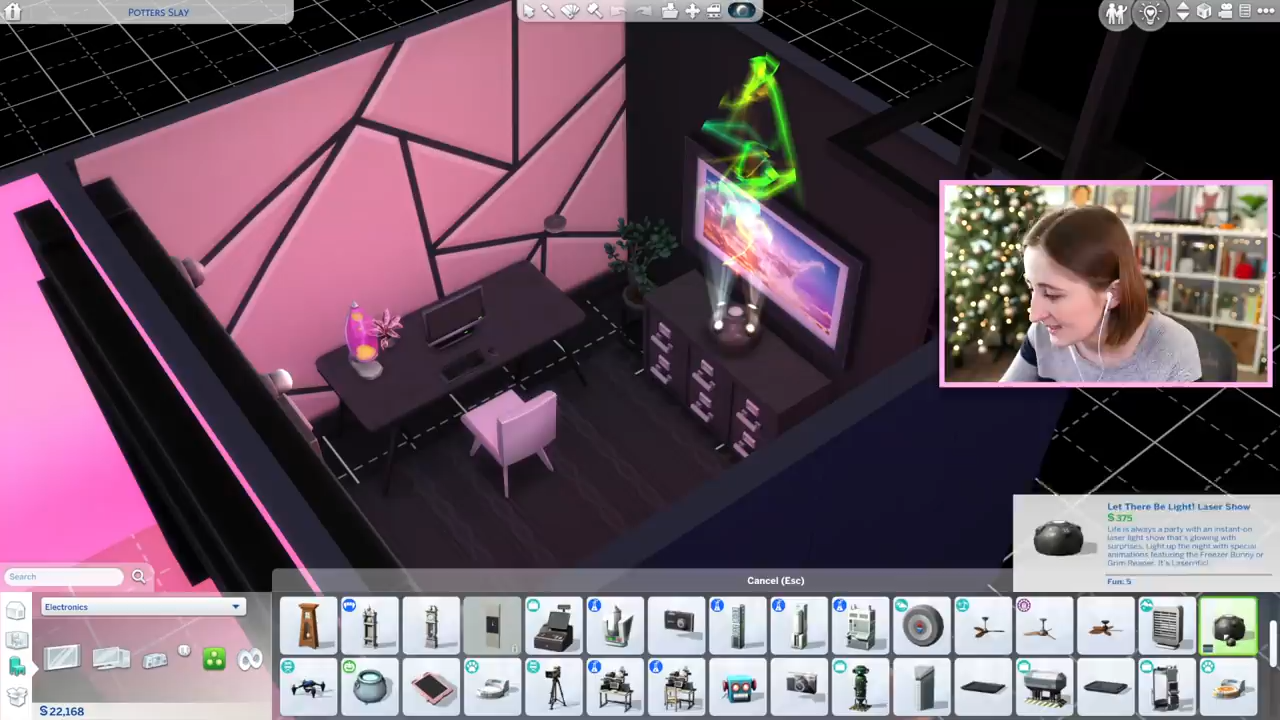 Potters Slay
Let There Be Light! Laser Show
$375
Life is always a party with an instant-on
laser light show that's glowing with
surprises. Light up the night with special
animations featuring the Freezer Bunny or
Grim Reaper. It's Laserrific!
Fun: 5
Search
Cancel (Esc)
Electronics
$22,168